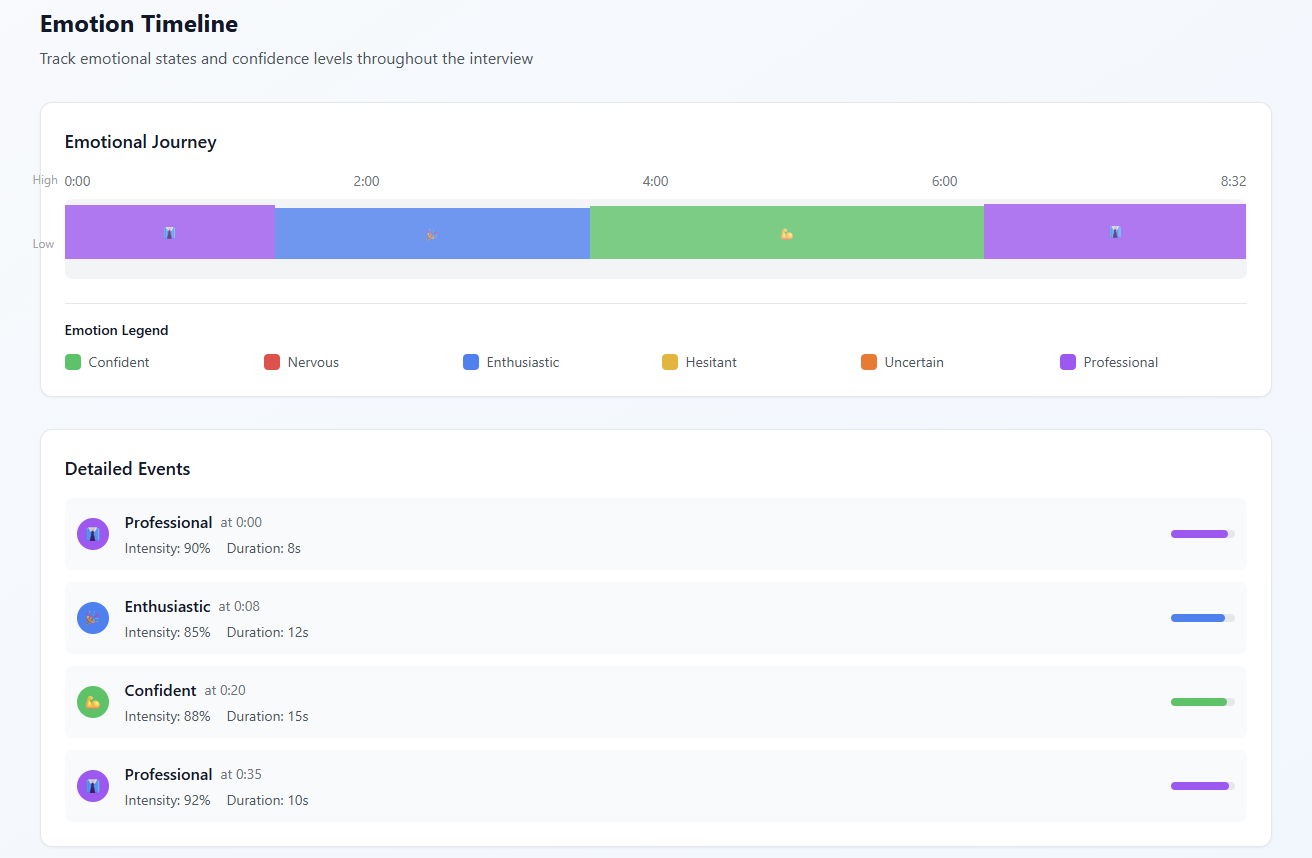 Emotion Timeline
Track emotional states and confidence levels throughout the interview
Emotional Journey
High 0:00 2:00 4:00 6:00 8:32
Low
Emotion Legend
Confident Nervous Enthusiastic Hesitant Uncertain Professional
Detailed Events
Professional at 0:00
Intensity: 90% Duration: 8s
Enthusiastic at 0:08
Intensity: 85% Duration: 12s
Confident at 0:20
Intensity: 88% Duration: 15s
Professional at 0:35
Intensity: 92% Duration: 10s